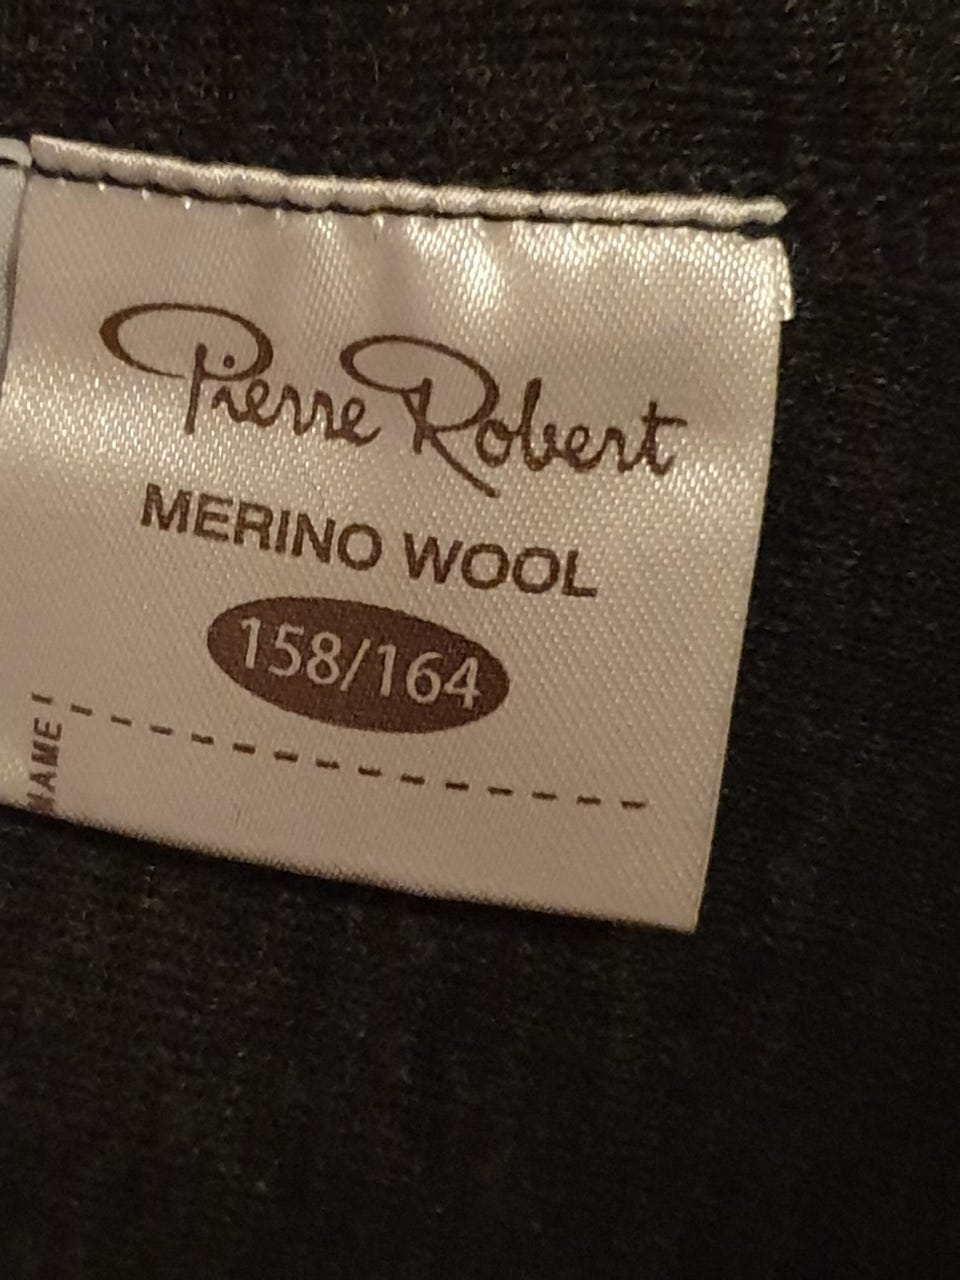 Pierre Robert
MERINO WOOL
158/164
NAME